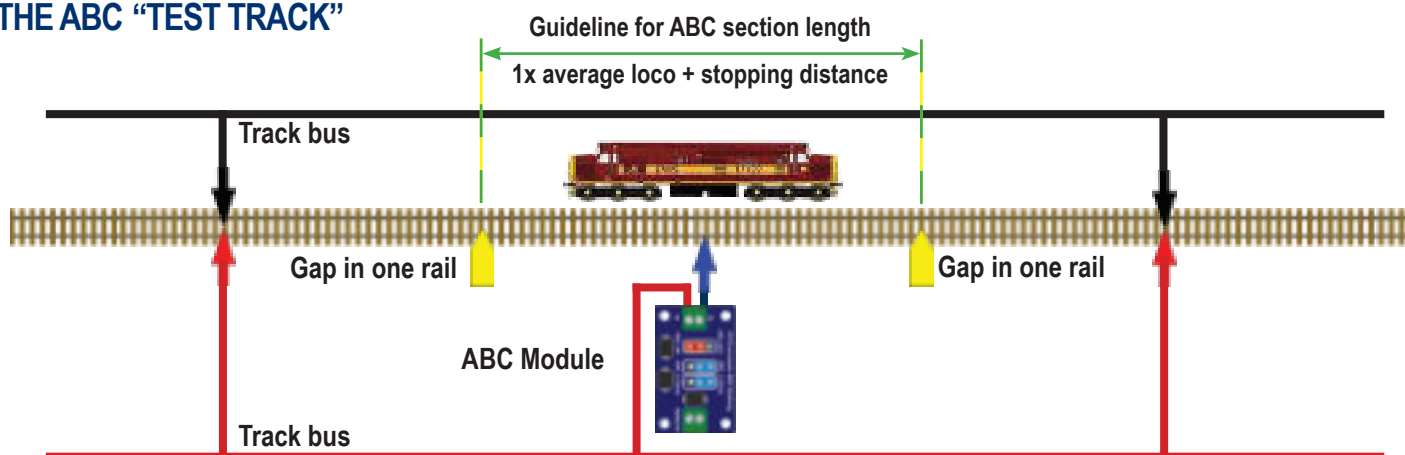 THE ABC “TEST TRACK”
Guideline for ABC section length
1x average loco + stopping distance
Track bus
Gap in one rail
Gap in one rail
ABC Module
Track bus